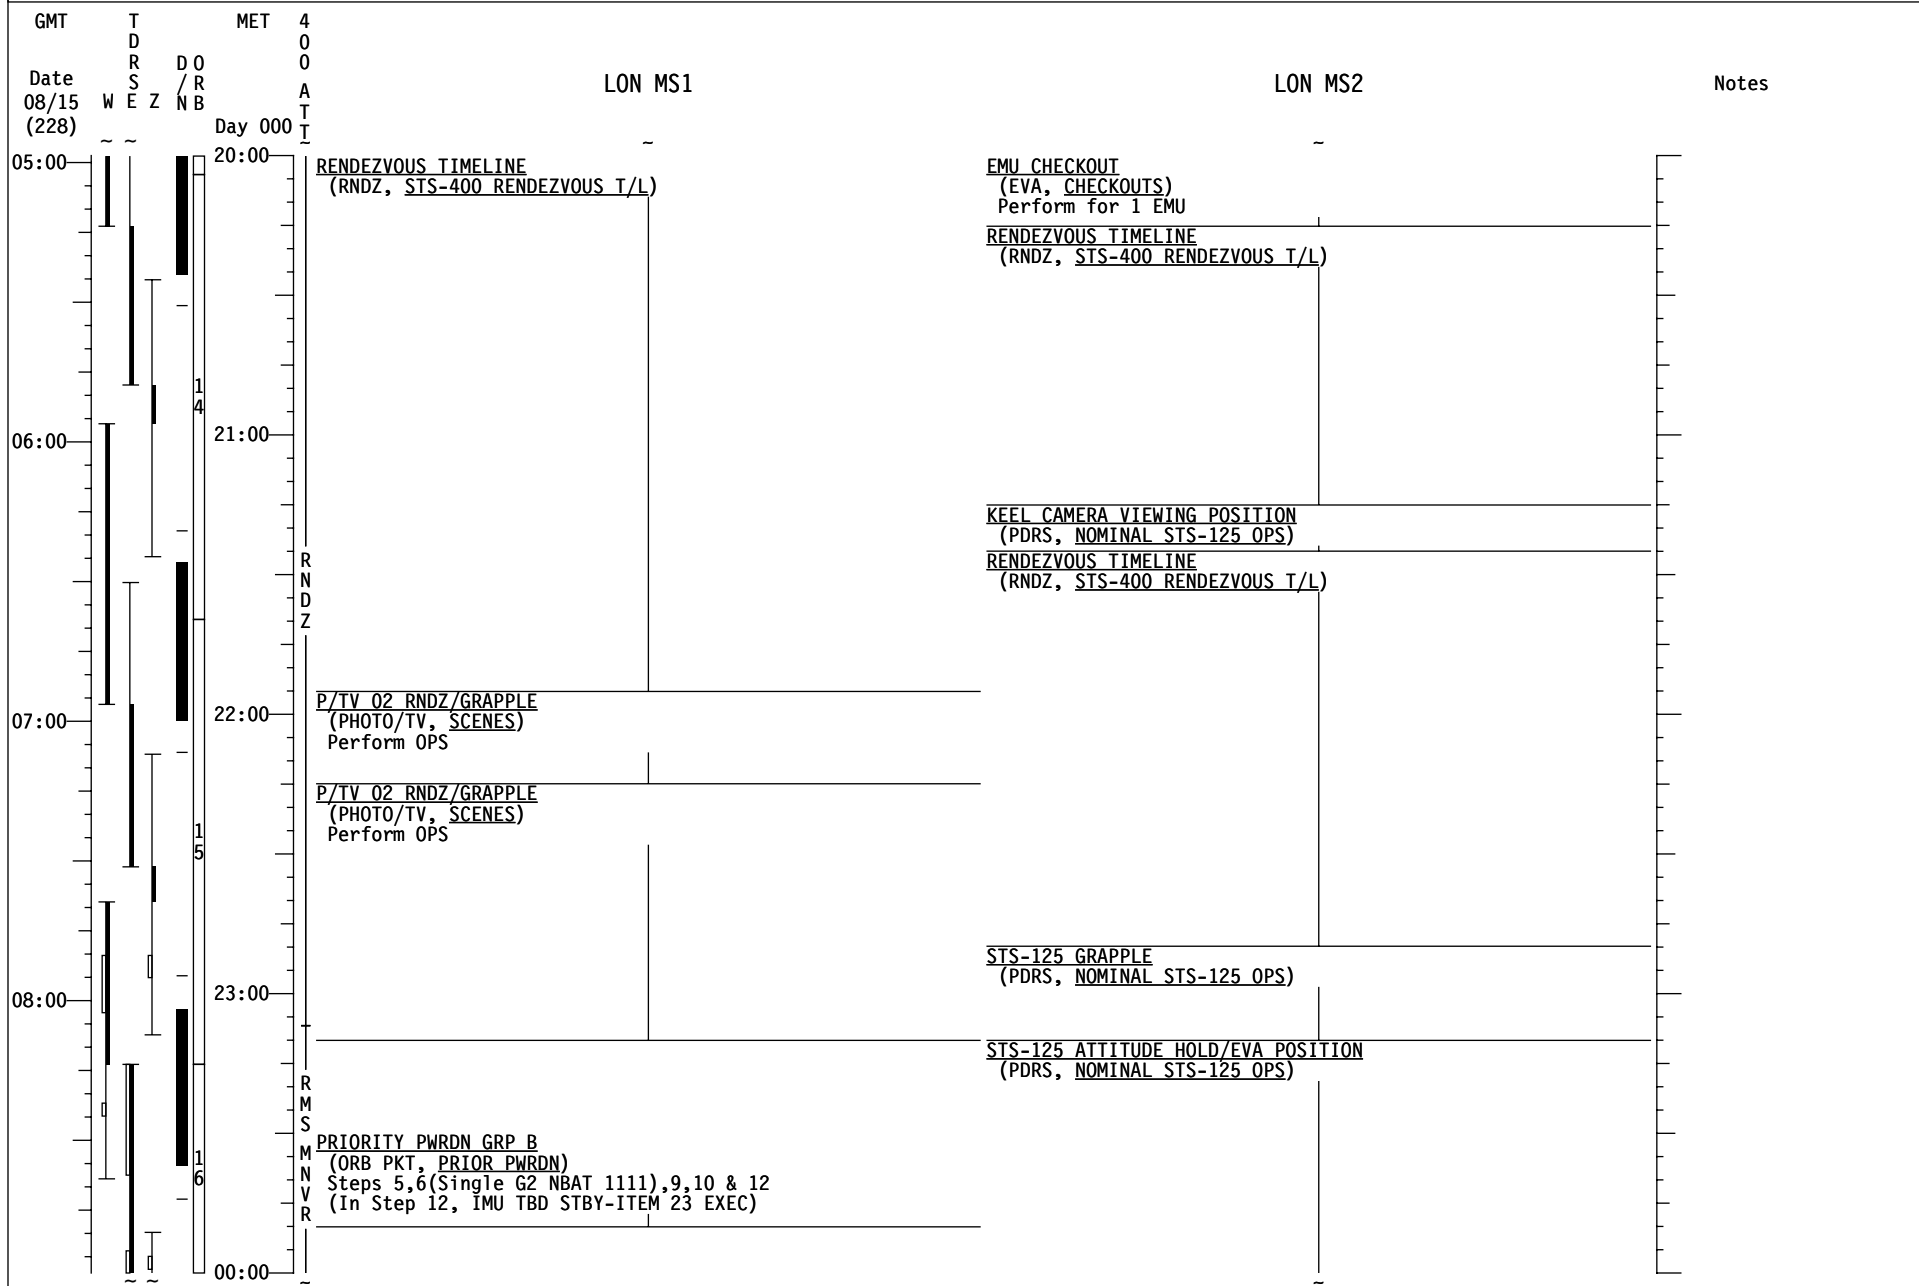 GMT
TDRS
MET
400 ATT
D/N
ORB
LON MS1
LON MS2
Notes
Date
08/15
(228)
W E Z
Day 000
~ ~ ~ ~ ~
05:00
20:00
RENDEZVOUS TIMELINE
(RNDZ, STS-400 RENDEZVOUS T/L)
EMU CHECKOUT
(EVA, CHECKOUTS)
Perform for 1 EMU
RENDEZVOUS TIMELINE
(RNDZ, STS-400 RENDEZVOUS T/L)
14
06:00
21:00
KEEL CAMERA VIEWING POSITION
(PDRS, NOMINAL STS-125 OPS)
RNDZ
RENDEZVOUS TIMELINE
(RNDZ, STS-400 RENDEZVOUS T/L)
07:00
22:00
P/TV 02 RNDZ/GRAPPLE
(PHOTO/TV, SCENES)
Perform OPS
P/TV 02 RNDZ/GRAPPLE
(PHOTO/TV, SCENES)
Perform OPS
15
STS-125 GRAPPLE
(PDRS, NOMINAL STS-125 OPS)
08:00
23:00
STS-125 ATTITUDE HOLD/EVA POSITION
(PDRS, NOMINAL STS-125 OPS)
RMS MNVR
PRIORITY PWRDN GRP B
(ORB PKT, PRIOR PWRDN)
Steps 5,6(Single G2 NBAT 1111),9,10 & 12
(In Step 12, IMU TBD STBY-ITEM 23 EXEC)
16
00:00
~ ~ ~ ~